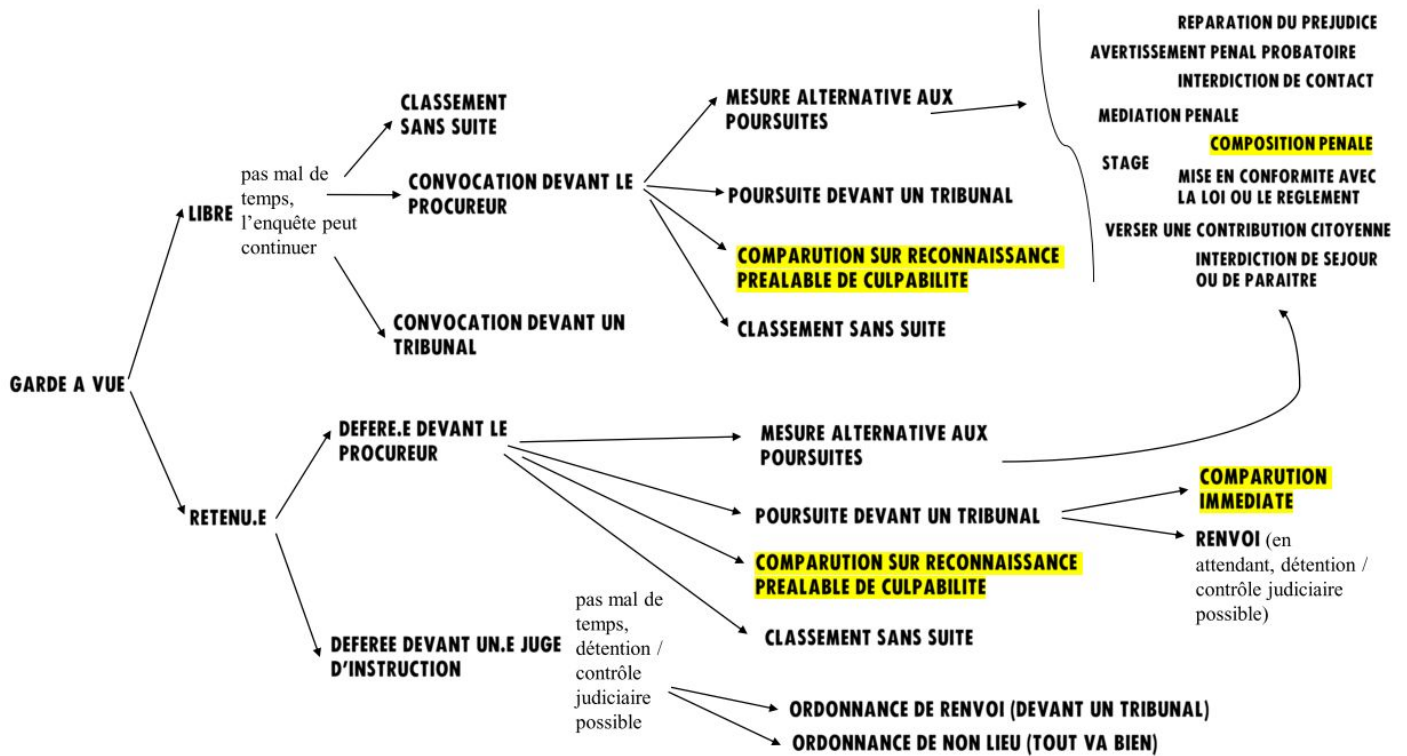 GARDE A VUE
LIBRE
pas mal de
temps,
l'enquête peut
continuer
CLASSEMENT
SANS SUITE
CONVOCATION DEVANT LE
PROCUREUR
CONVOCATION DEVANT UN
TRIBUNAL
MESURE ALTERNATIVE AUX
POURSUITES
POURSUITE DEVANT UN TRIBUNAL
COMPARUTION SUR RECONNAISSANCE
PREALABLE DE CULPABILITE
CLASSEMENT SANS SUITE
REPARATION DU PREJUDICE
AVERTISSEMENT PENAL PROBATOIRE
INTERDICTION DE CONTACT
MEDIATION PENALE
COMPOSITION PENALE
STAGE
MISE EN CONFORMITE AVEC
LA LOI OU LE REGLEMENT
VERSER UNE CONTRIBUTION CITOYENNE
INTERDICTION DE SEJOUR
OU DE PARAITRE
RETENU.E
DEFERE.E DEVANT LE
PROCUREUR
MESURE ALTERNATIVE AUX
POURSUITES
POURSUITE DEVANT UN TRIBUNAL
COMPARUTION
IMMEDIATE
RENVOI (en
attendant, détention /
contrôle judiciaire
possible)
COMPARUTION SUR RECONNAISSANCE
PREALABLE DE CULPABILITE
CLASSEMENT SANS SUITE
DEFEREE DEVANT UN.E JUGE
D'INSTRUCTION
pas mal de
temps,
détention /
contrôle
judiciaire
possible
ORDONNANCE DE RENVOI (DEVANT UN TRIBUNAL)
ORDONNANCE DE NON LIEU (TOUT VA BIEN)